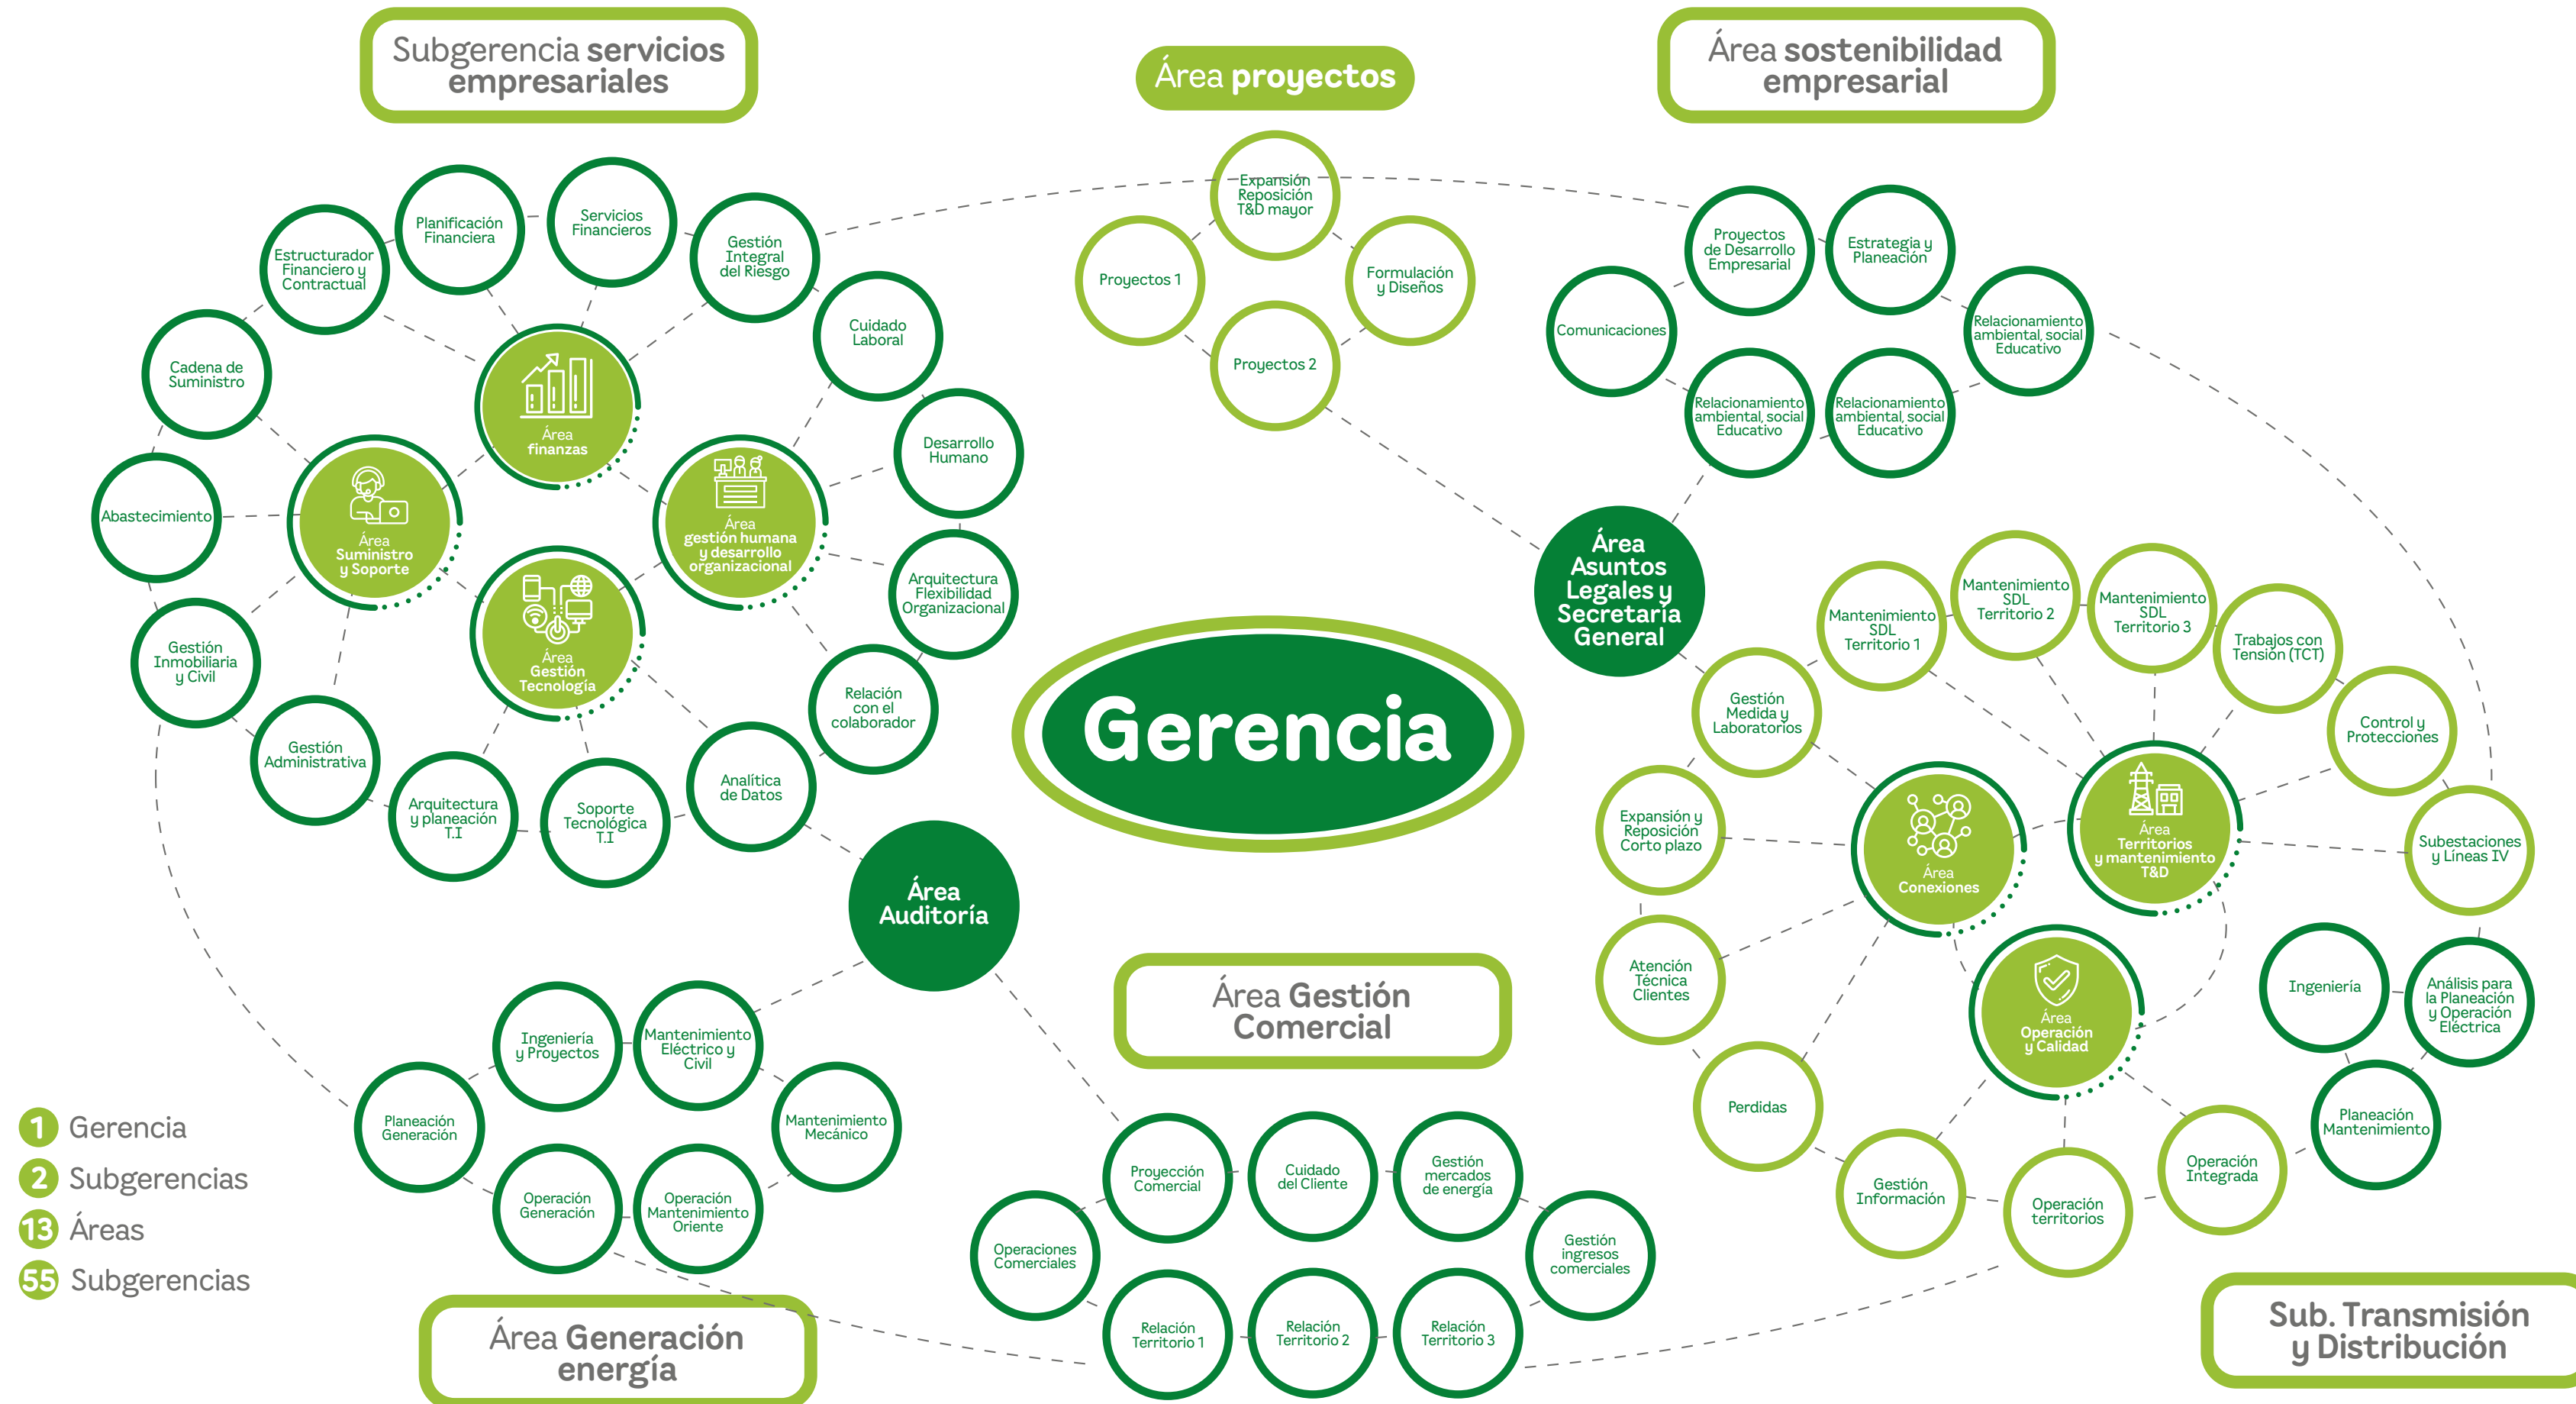 Subgerencia servicios
empresariales
Área proyectos
Área sostenibilidad
empresarial
Estructurador
Financiero y
Contractual
Planificación
Financiera
Servicios
Financieros
Gestión
Integral
del Riesgo
Cuidado
Laboral
Desarrollo
Humano
Arquitectura
Flexibilidad
Organizacional
Relación
con el
colaborador
Analítica
de Datos
Soporte
Tecnológica
T.I
Arquitectura
y planeación
T.I
Gestión
Administrativa
Gestión
Inmobiliaria
y Civil
Abastecimiento
Cadena de
Suministro
Área
finanzas
Área
Suministro
y Soporte
Área
gestión humana
y desarrollo
organizacional
Área
Gestión
Tecnología
Expansión
Reposición
T&D mayor
Proyectos 1
Formulación
y Diseños
Proyectos 2
Proyectos
de Desarrollo
Empresarial
Estrategia y
Planeación
Comunicaciones
Relacionamiento
ambiental, social
Educativo
Relacionamiento
ambiental, social
Educativo
Relacionamiento
ambiental, social
Educativo
Área
Asuntos
Legales y
Secretaría
General
Gerencia
Área
Auditoría
Mantenimiento
SDL
Territorio 1
Mantenimiento
SDL
Territorio 2
Mantenimiento
SDL
Territorio 3
Trabajos con
Tensión (TCT)
Control y
Protecciones
Subestaciones
y Líneas IV
Gestión
Medida y
Laboratorios
Expansión y
Reposición
Corto plazo
Atención
Técnica
Clientes
Perdidas
Gestión
Información
Operación
territorios
Operación
Integrada
Planeación
Mantenimiento
Ingeniería
Análisis para
la Planeación
y Operación
Eléctrica
Área
Conexiones
Área
Territorios
y mantenimiento
T&D
Área
Operación
y Calidad
Ingeniería
y Proyectos
Mantenimiento
Eléctrico y
Civil
Planeación
Generación
Mantenimiento
Mecánico
Operación
Generación
Operación
Mantenimiento
Oriente
Área Generación
energía
Área Gestión
Comercial
Proyección
Comercial
Cuidado
del Cliente
Gestión
mercados
de energía
Operaciones
Comerciales
Gestión
ingresos
comerciales
Relación
Territorio 1
Relación
Territorio 2
Relación
Territorio 3
Sub. Transmisión
y Distribución
1 Gerencia
2 Subgerencias
13 Áreas
55 Subgerencias